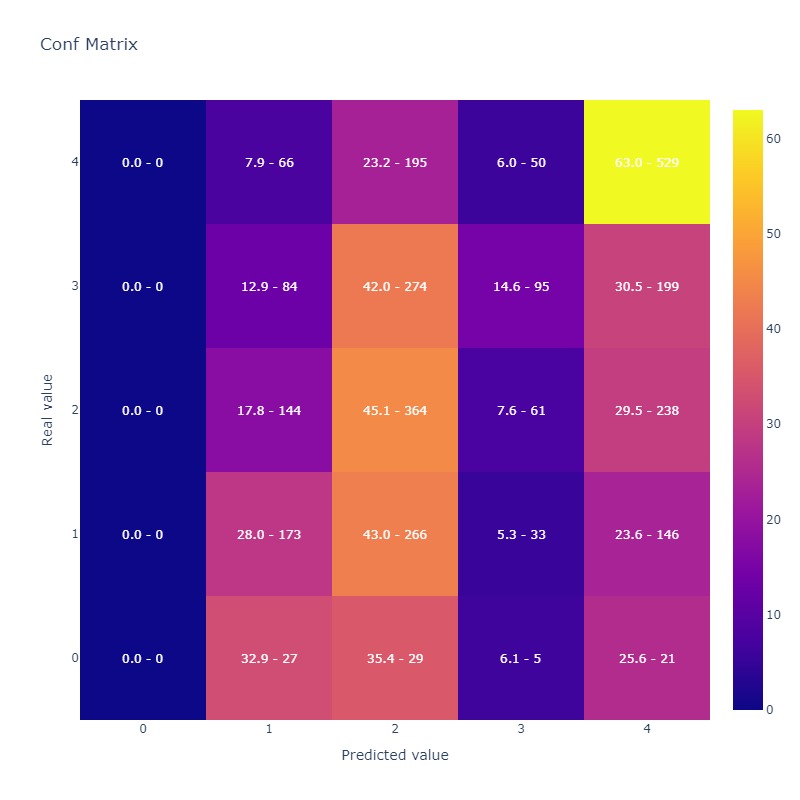 Conf Matrix
60
4 0.0 - 0 7.9 - 66 23.2 - 195 6.0 - 50 63.0 - 529
50
3 0.0 - 0 12.9 - 84 42.0 - 274 14.6 - 95 30.5 - 199
40
Real value
2 0.0 - 0 17.8 - 144 45.1 - 364 7.6 - 61 29.5 - 238
30
20
1 0.0 - 0 28.0 - 173 43.0 - 266 5.3 - 33 23.6 - 146
10
0 0.0 - 0 32.9 - 27 35.4 - 29 6.1 - 5 25.6 - 21
0
0 1 2 3 4
Predicted value